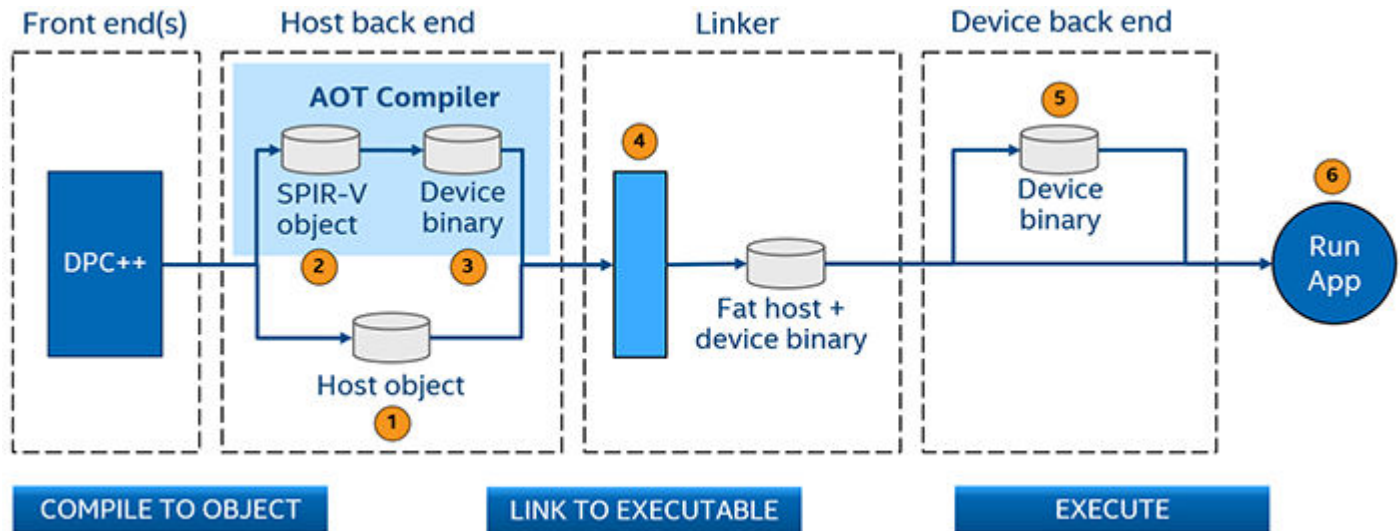 Front end(s)
Host back end
Linker
Device back end
AOT Compiler
5
4
SPIR-V
object
Device
binary
Device
binary
6
DPC++
2
3
Run
App
Fat host +
device binary
Host object
1
COMPILE TO OBJECT
LINK TO EXECUTABLE
EXECUTE